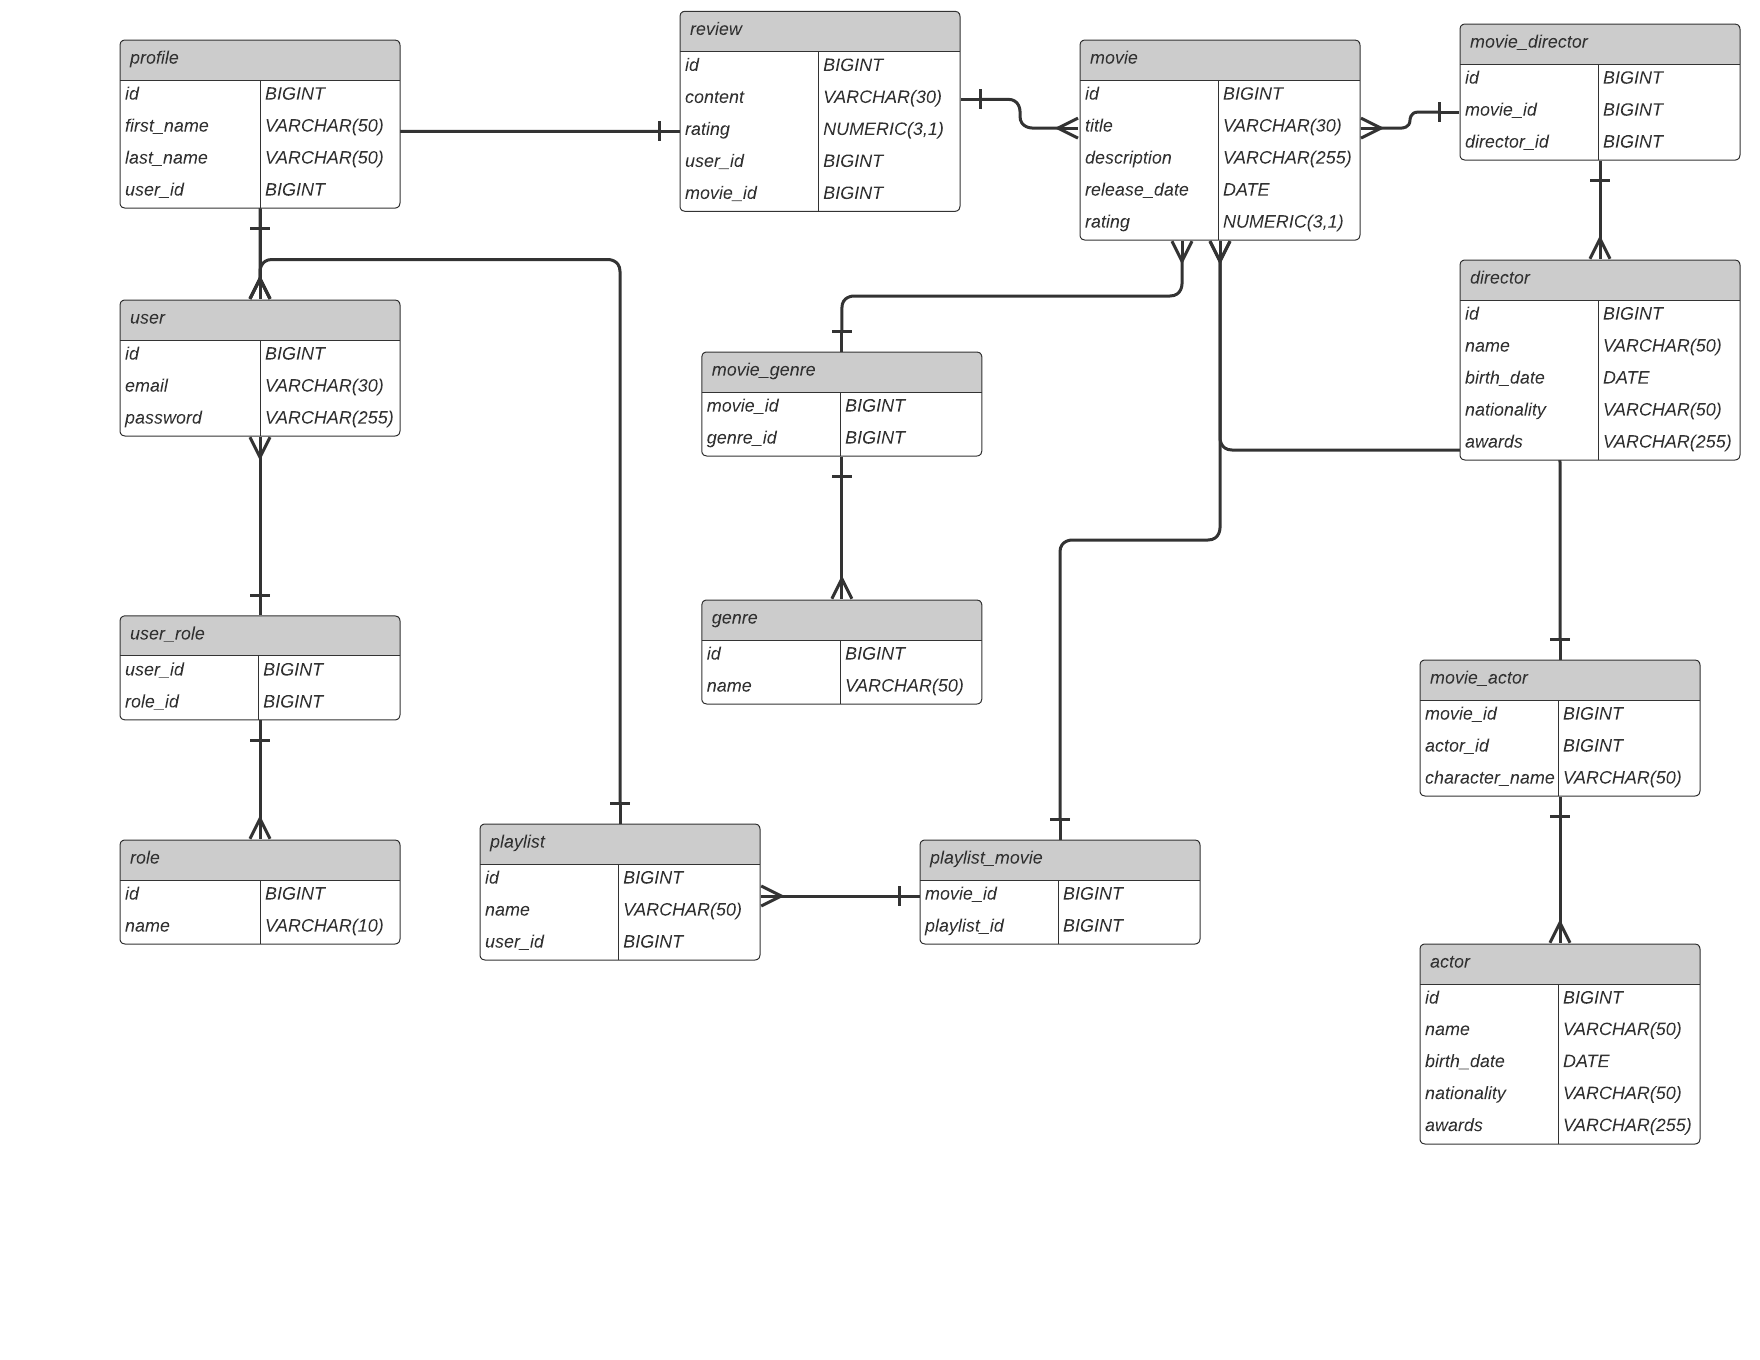 profile
id BIGINT
first_name VARCHAR(50)
last_name VARCHAR(50)
user_id BIGINT
review
id BIGINT
content VARCHAR(30)
rating NUMERIC(3,1)
user_id BIGINT
movie_id BIGINT
movie
id BIGINT
title VARCHAR(30)
description VARCHAR(255)
release_date DATE
rating NUMERIC(3,1)
movie_director
id BIGINT
movie_id BIGINT
director_id BIGINT
user
id BIGINT
email VARCHAR(30)
password VARCHAR(255)
movie_genre
movie_id BIGINT
genre_id BIGINT
director
id BIGINT
name VARCHAR(50)
birth_date DATE
nationality VARCHAR(50)
awards VARCHAR(255)
user_role
user_id BIGINT
role_id BIGINT
genre
id BIGINT
name VARCHAR(50)
movie_actor
movie_id BIGINT
actor_id BIGINT
character_name VARCHAR(50)
role
id BIGINT
name VARCHAR(10)
playlist
id BIGINT
name VARCHAR(50)
user_id BIGINT
playlist_movie
movie_id BIGINT
playlist_id BIGINT
actor
id BIGINT
name VARCHAR(50)
birth_date DATE
nationality VARCHAR(50)
awards VARCHAR(255)